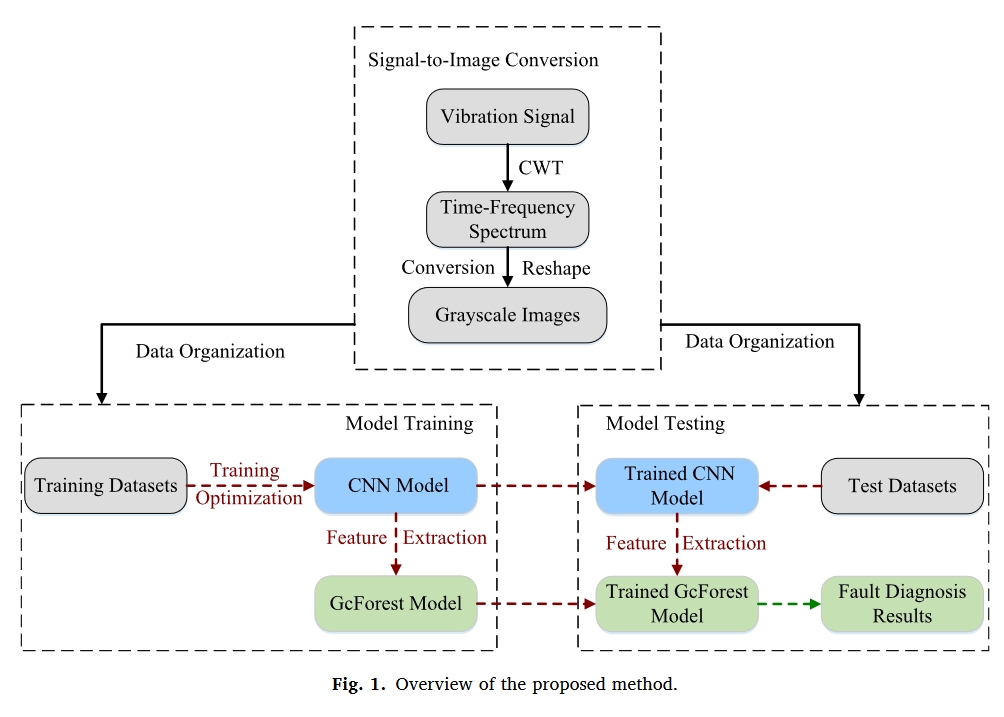 Signal-to-Image Conversion
Vibration Signal
CWT
Time-Frequency
Spectrum
Conversion Reshape
Grayscale Images
Data Organization
Data Organization
Model Training
Training Datasets
Training
Optimization
CNN Model
Feature Extraction
GcForest Model
Model Testing
Trained CNN
Model
Test Datasets
Feature Extraction
Trained GcForest
Model
Fault Diagnosis
Results
Fig. 1. Overview of the proposed method.